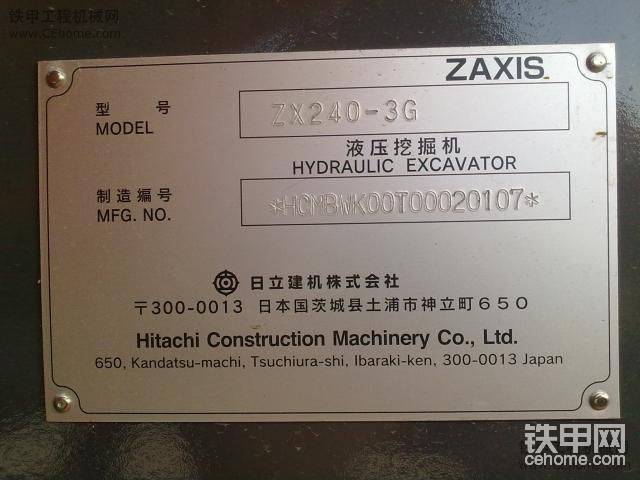 铁甲工程机械网
www.cehome.com
ZAXIS
型 号
MODEL
ZX240-3G
液压挖掘机
HYDRAULIC EXCAVATOR
制造编号
MFG. NO.
*HCMBWK00T00020107*
日立建机株式会社
〒300-0013 日本国茨城县土浦市神立町650
Hitachi Construction Machinery Co., Ltd.
650, Kandatsu-machi, Tsuchiura-shi, Ibaraki-ken, 300-0013 Japan
铁甲网
cehome.com